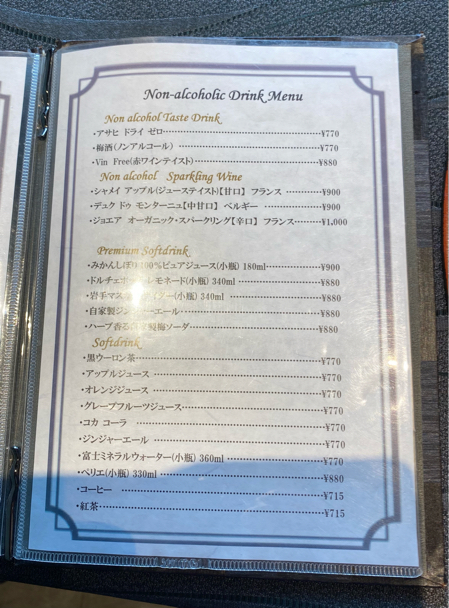 Non-alcoholic Drink Menu
Non alcohol Taste Drink
・アサヒ ドライ ゼロ…¥770
・梅酒(ノンアルコール)…¥770
・Vin Free(赤ワインテイスト)…¥880
Non alcohol Sparkling Wine
・シャメイ アップル(ジューステイスト)【甘口】 フランス…¥900
・デュク ドゥ モンターニュ【中甘口】 ベルギー…¥900
・ジョエア オーガニック・スパークリング【辛口】 フランス…¥1,000
Premium Softdrink
・みかんしぼり100%ピュアジュース(小瓶) 180ml…¥900
・ドルチェ レモネード(小瓶) 340ml…¥880
・岩手マス ダー(小瓶) 340ml…¥880
・自家製ジンジャーエール…¥880
・ハーブ香る 梅ソーダ…¥880
Softdrink
・黒ウーロン茶…¥770
・アップルジュース…¥770
・オレンジジュース…¥770
・グレープフルーツジュース…¥770
・コカ コーラ…¥770
・ジンジャーエール…¥770
・富士ミネラルウォーター(小瓶) 360ml…¥770
・ペリエ(小瓶) 330ml…¥880
・コーヒー…¥715
・紅茶…¥715